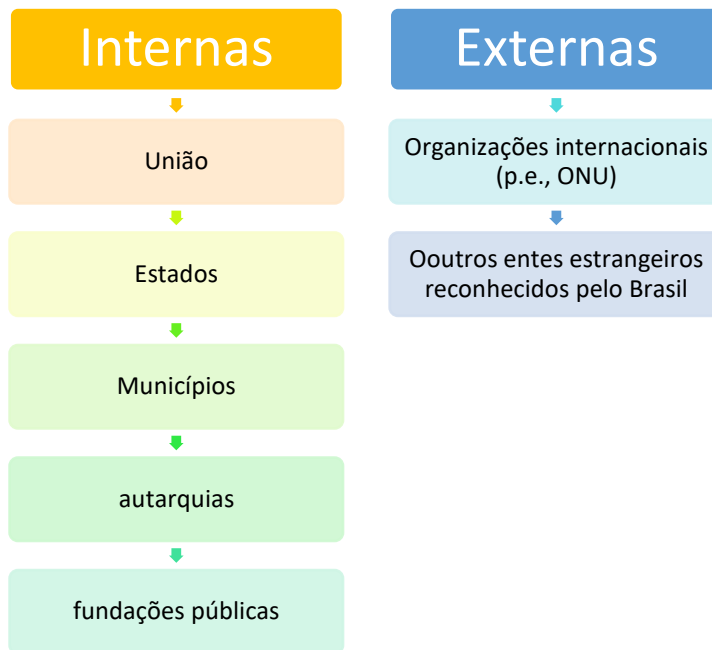 Internas
União
Estados
Municípios
autarquias
fundações públicas
Externas
Organizações internacionais
(p.e., ONU)
Ooutros entes estrangeiros
reconhecidos pelo Brasil